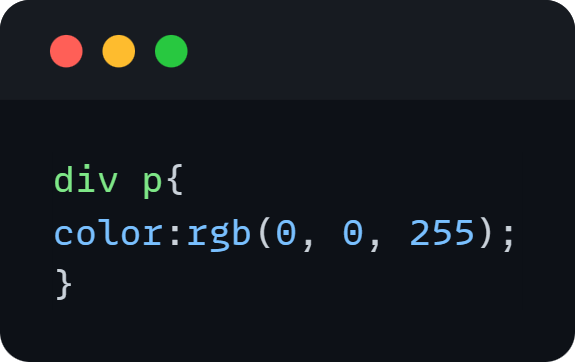 div p{
color:rgb(0, 0, 255);
}